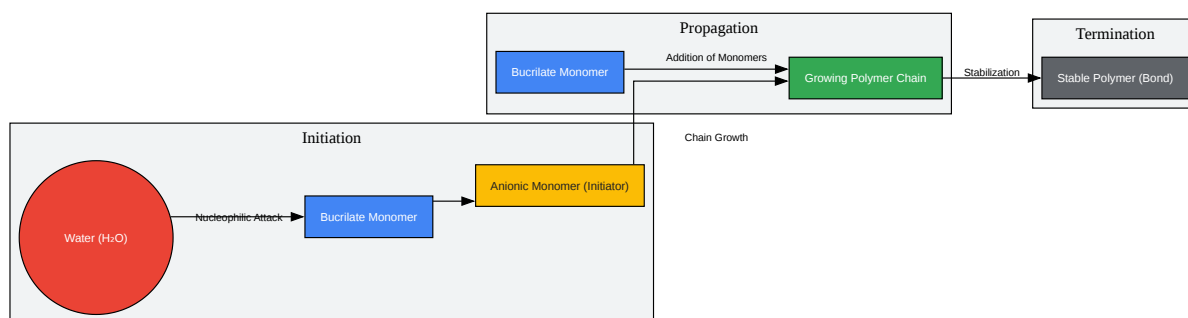 Propagation
Bucrilate Monomer
Addition of Monomers
Growing Polymer Chain
Stabilization
Termination
Stable Polymer (Bond)
Initiation
Chain Growth
Water (H₂O)
Nucleophilic Attack
Bucrilate Monomer
Anionic Monomer (Initiator)